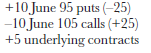 +10 June 95 puts (–25)
–10 June 105 calls (+25)
+5 underlying contracts